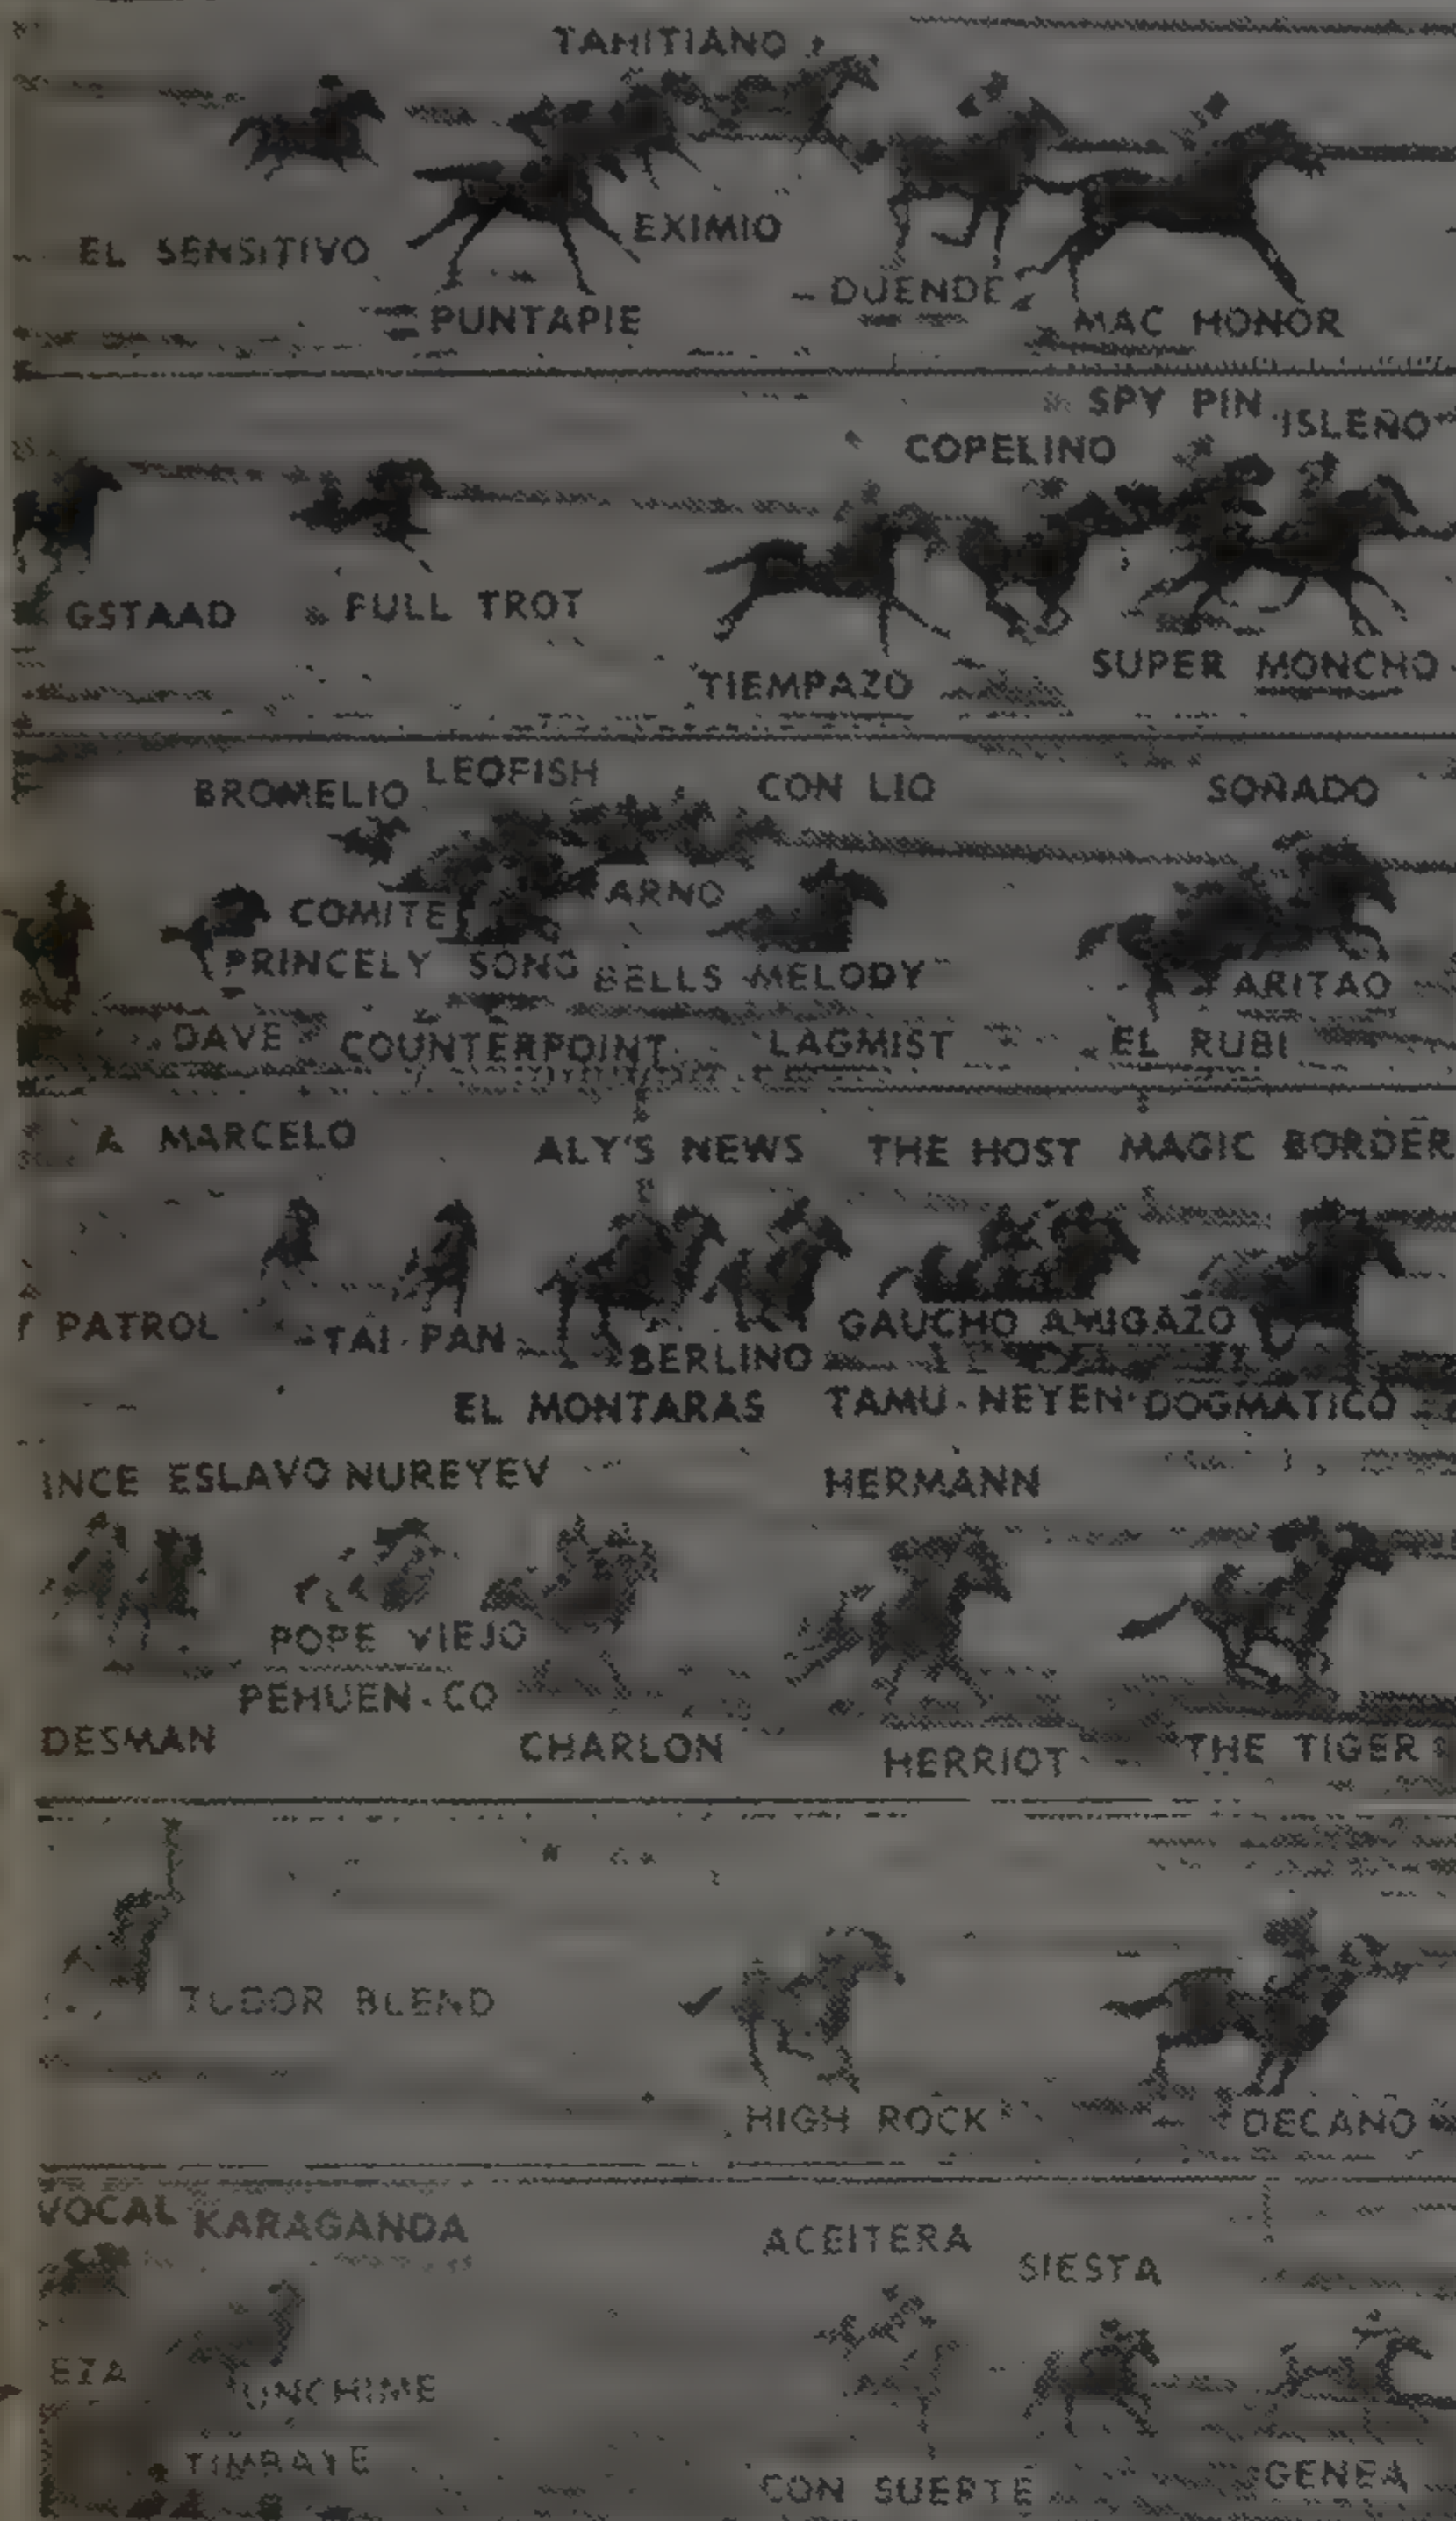 TAHITIANO
EL SENSITIVO
EXIMIO
PUNTAPIE
DUENDE
MAC HONOR
SPY PIN
ISLEÑO
COPELINO
GSTAAD
FULL TROT
TIEMPAZO
SUPER MONCHO
BROMELIO
LEOFISH
CON LIO
SOÑADO
COMITE
ARNO
PRINCELY SONG
BELLS MELODY
ARITAO
DAVE
COUNTERPOINT
LAGMIST
EL RUBI
A MARCELO
ALY'S NEWS
THE HOST
MAGIC BORDER
PATROL
TAI-PAN
BERLINO
GAUCHO AMIGAZO
EL MONTARAS
TAMU-NEYEN
DOGMATICO
INCE ESLAVO
NUREYEV
HERMANN
POPE VIEJO
PEHUEN-CO
DESMAN
CHARLON
HERRIOT
THE TIGER
TUDOR BLEND
HIGH ROCK
DECANO
VOCAL
KARAGANDA
ACEITERA
SIESTA
EZA
UNCHIME
CON SUERTE
GENEA